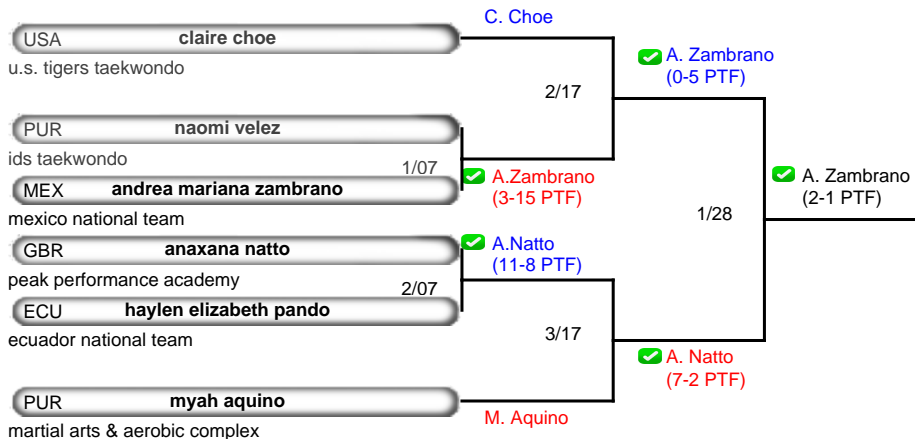 C. Choe
USA claire choe
u.s. tigers taekwondo
A. Zambrano
(0-5 PTF)
2/17
PUR naomi velez
ids taekwondo
1/07
MEX andrea mariana zambrano
mexico national team
A.Zambrano
(3-15 PTF)
A. Zambrano
(2-1 PTF)
1/28
GBR anaxana natto
peak performance academy
A.Natto
(11-8 PTF)
2/07
ECU haylen elizabeth pando
ecuador national team
3/17
A. Natto
(7-2 PTF)
PUR myah aquino
martial arts & aerobic complex
M. Aquino